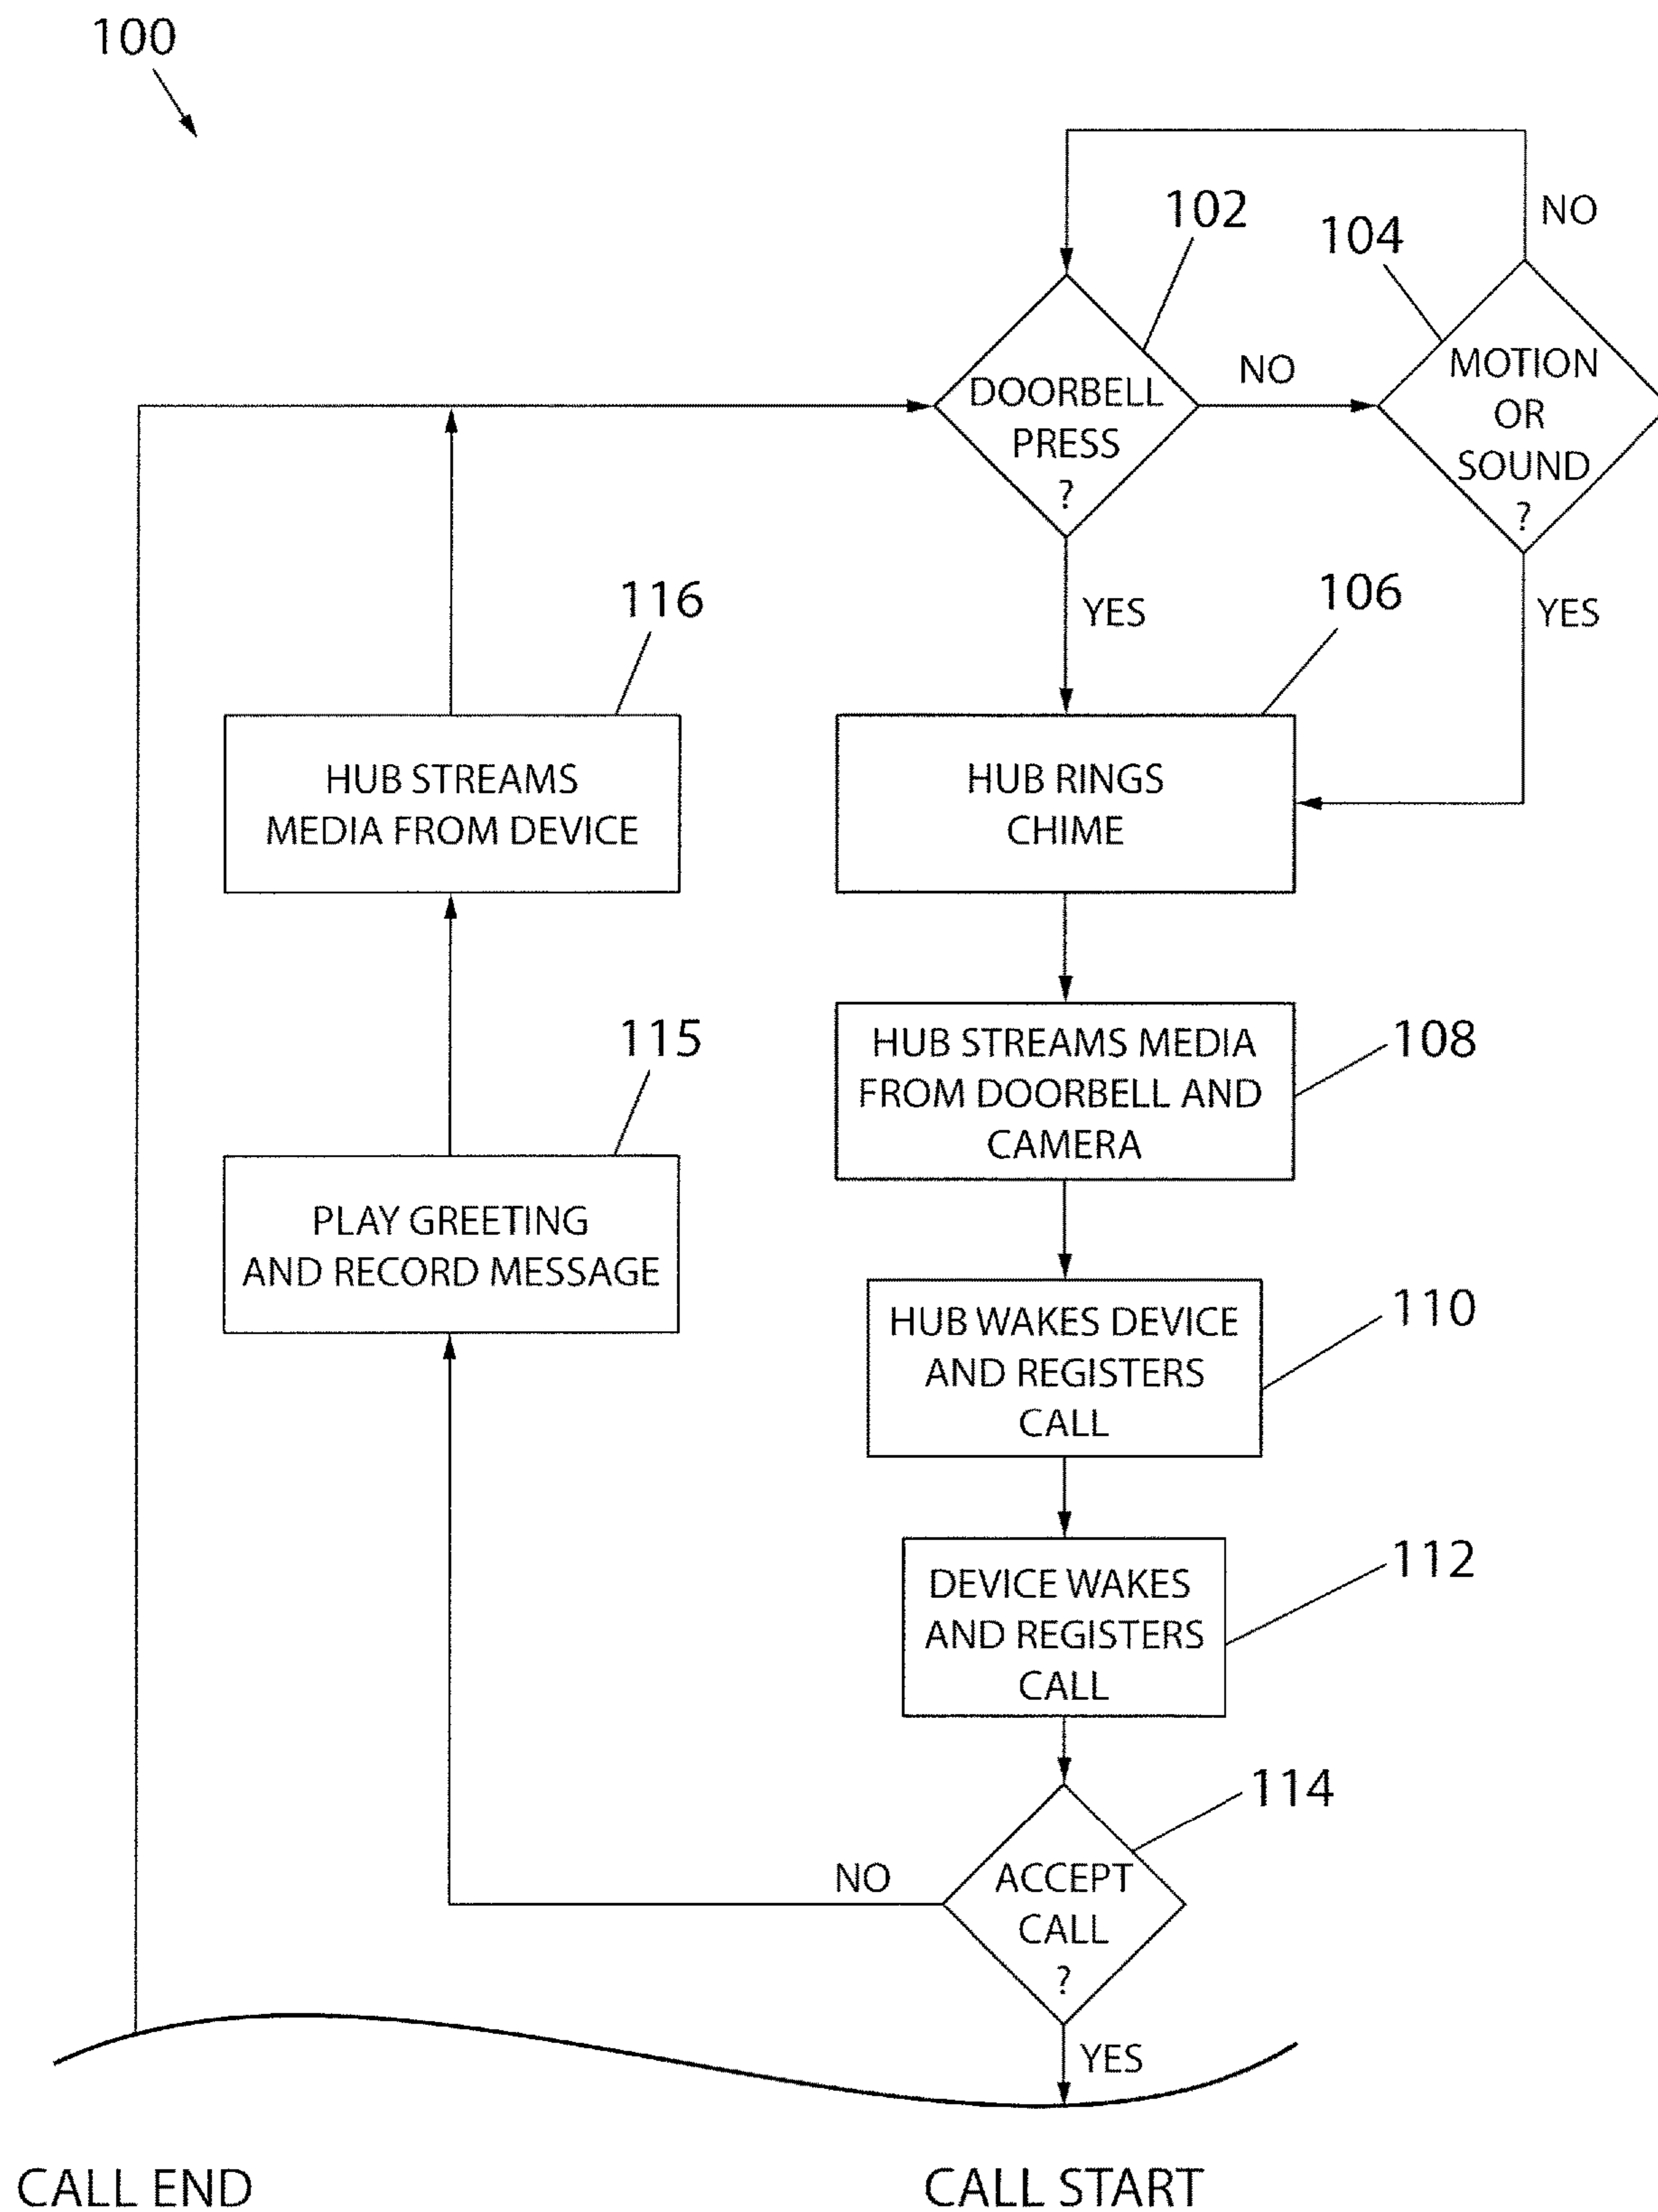 100
102
NO
104
DOORBELL
PRESS
?
NO
MOTION
OR
SOUND
?
YES
YES
106
116
HUB STREAMS
MEDIA FROM DEVICE
HUB RINGS
CHIME
115
108
HUB STREAMS MEDIA
FROM DOORBELL AND
CAMERA
PLAY GREETING
AND RECORD MESSAGE
110
HUB WAKES DEVICE
AND REGISTERS
CALL
112
DEVICE WAKES
AND REGISTERS
CALL
114
NO
ACCEPT
CALL
?
YES
CALL END
CALL START